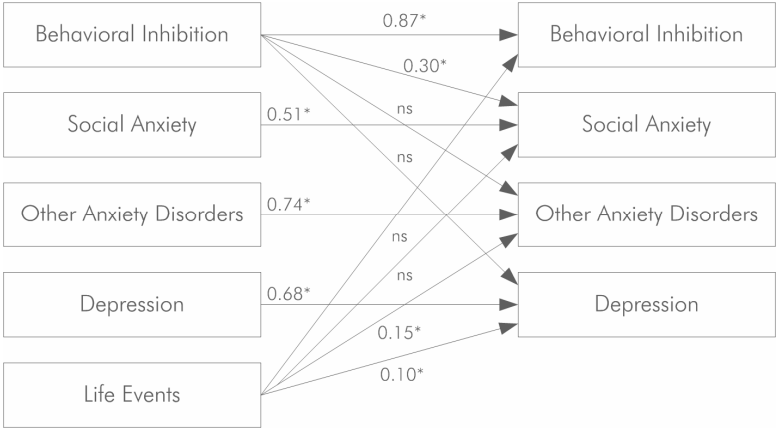 Behavioral Inhibition
0.87*
Behavioral Inhibition
0.30*
Social Anxiety
0.51*
ns
Social Anxiety
ns
Other Anxiety Disorders
0.74*
Other Anxiety Disorders
ns
ns
Depression
0.68*
Depression
0.15*
0.10*
Life Events